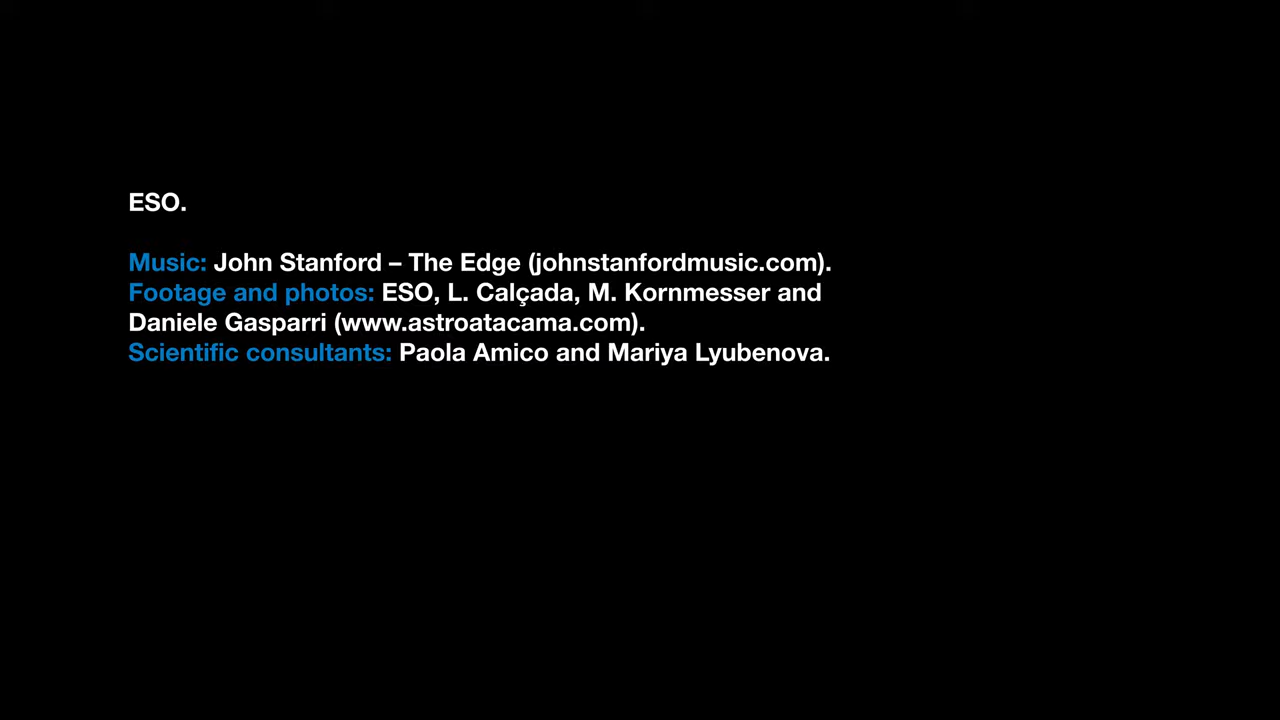 ESO.
Music: John Stanford – The Edge (johnstanfordmusic.com).
Footage and photos: ESO, L. Calçada, M. Kornmesser and
Daniele Gasparri (www.astroatacama.com).
Scientific consultants: Paola Amico and Mariya Lyubenova.